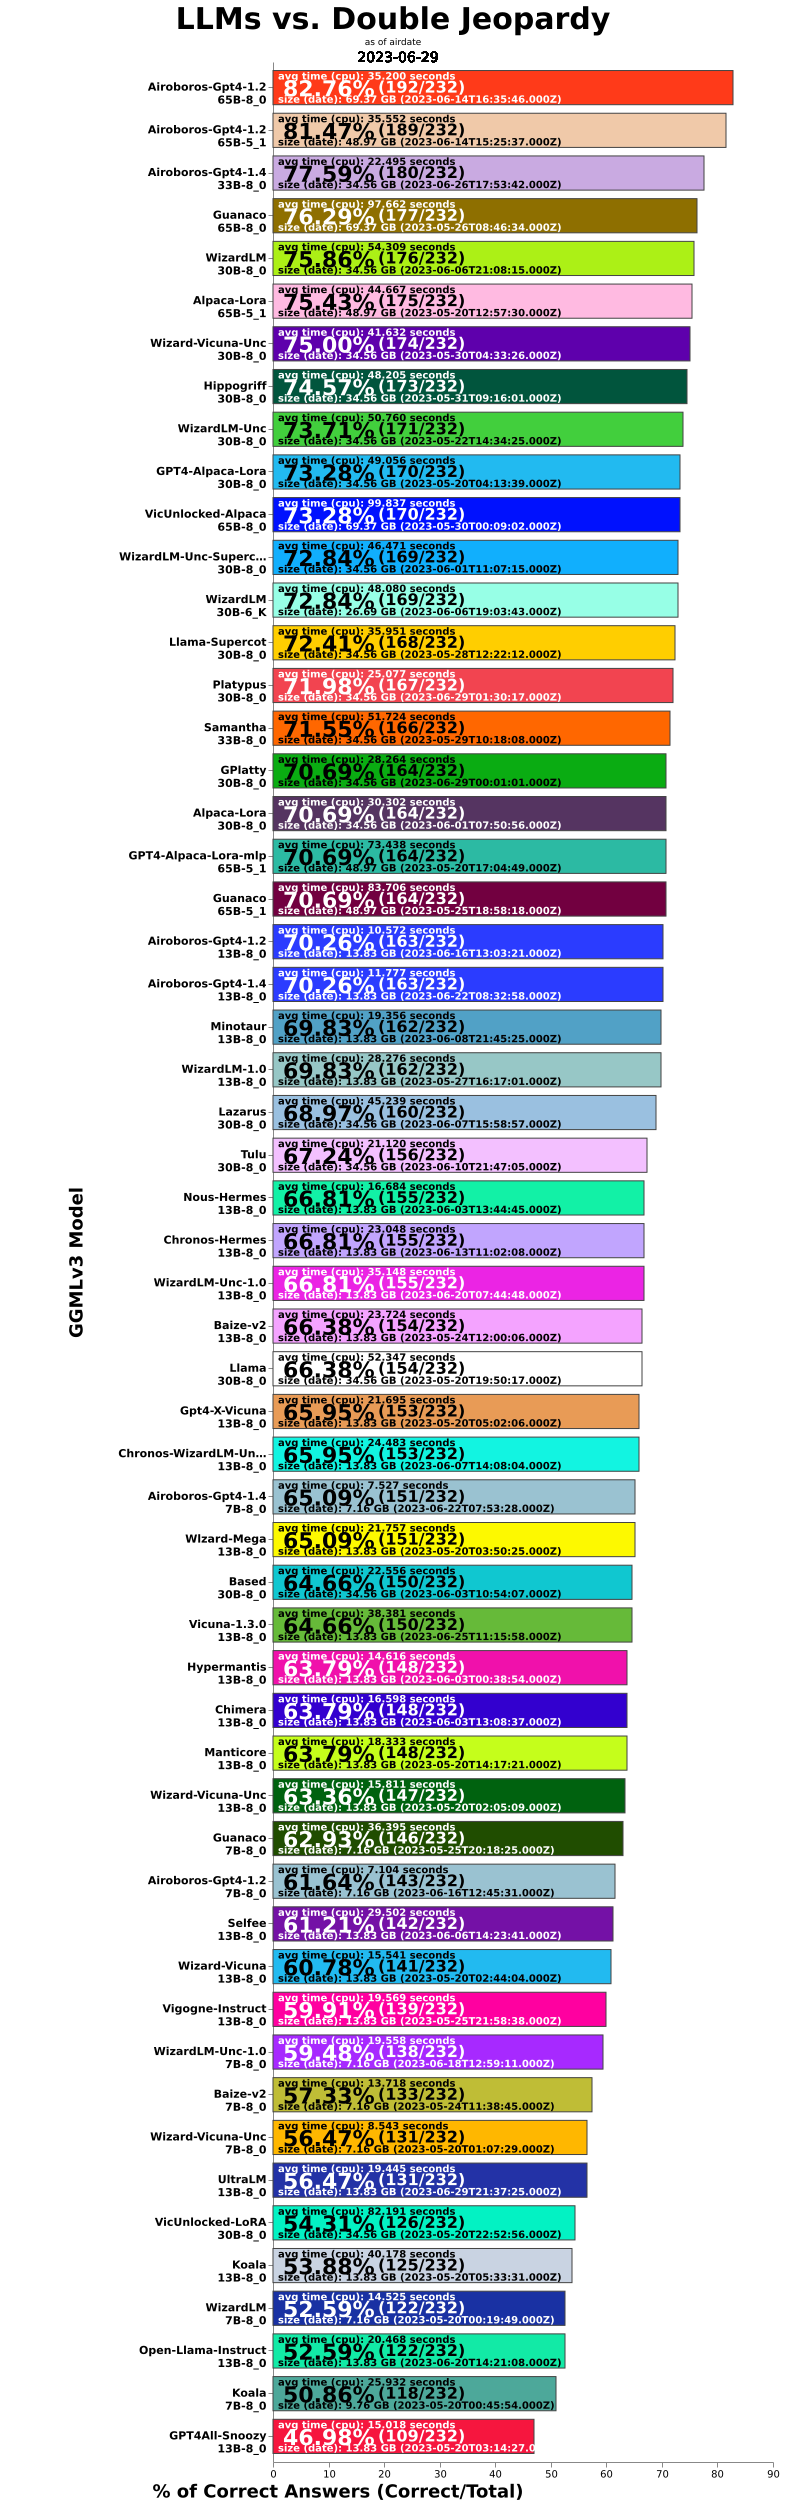 LLMs vs. Double Jeopardy
as of airdate
2023-06-29
GGMLv3 Model
Airoboros-Gpt4-1.2
65B-8_0
avg time (cpu): 35.200 seconds
82.76% (192/232)
size (date): 69.37 GB (2023-06-14T16:35:46.000Z)
Airoboros-Gpt4-1.2
65B-5_1
avg time (cpu): 35.552 seconds
81.47% (189/232)
size (date): 48.97 GB (2023-06-14T15:25:37.000Z)
Airoboros-Gpt4-1.4
33B-8_0
avg time (cpu): 22.495 seconds
77.59% (180/232)
size (date): 34.56 GB (2023-06-26T17:53:42.000Z)
Guanaco
65B-8_0
avg time (cpu): 97.662 seconds
76.29% (177/232)
size (date): 69.37 GB (2023-05-26T08:46:34.000Z)
WizardLM
30B-8_0
avg time (cpu): 54.309 seconds
75.86% (176/232)
size (date): 34.56 GB (2023-06-06T21:08:15.000Z)
Alpaca-Lora
65B-5_1
avg time (cpu): 44.667 seconds
75.43% (175/232)
size (date): 48.97 GB (2023-05-20T12:57:30.000Z)
Wizard-Vicuna-Unc
30B-8_0
avg time (cpu): 41.632 seconds
75.00% (174/232)
size (date): 34.56 GB (2023-05-30T04:33:26.000Z)
Hippogriff
30B-8_0
avg time (cpu): 48.205 seconds
74.57% (173/232)
size (date): 34.56 GB (2023-05-31T09:16:01.000Z)
WizardLM-Unc
30B-8_0
avg time (cpu): 50.760 seconds
73.71% (171/232)
size (date): 34.56 GB (2023-05-22T14:34:25.000Z)
GPT4-Alpaca-Lora
30B-8_0
avg time (cpu): 49.056 seconds
73.28% (170/232)
size (date): 34.56 GB (2023-05-20T04:13:39.000Z)
VicUnlocked-Alpaca
65B-8_0
avg time (cpu): 99.837 seconds
73.28% (170/232)
size (date): 69.37 GB (2023-05-30T00:09:02.000Z)
WizardLM-Unc-Superc…
30B-8_0
avg time (cpu): 46.471 seconds
72.84% (169/232)
size (date): 34.56 GB (2023-06-01T11:07:15.000Z)
WizardLM
30B-6_K
avg time (cpu): 48.080 seconds
72.84% (169/232)
size (date): 26.69 GB (2023-06-06T19:03:43.000Z)
Llama-Supercot
30B-8_0
avg time (cpu): 35.951 seconds
72.41% (168/232)
size (date): 34.56 GB (2023-05-28T12:22:12.000Z)
Platypus
30B-8_0
avg time (cpu): 25.077 seconds
71.98% (167/232)
size (date): 34.56 GB (2023-06-29T01:30:17.000Z)
Samantha
33B-8_0
avg time (cpu): 51.724 seconds
71.55% (166/232)
size (date): 34.56 GB (2023-05-29T10:18:08.000Z)
GPlatty
30B-8_0
avg time (cpu): 28.264 seconds
70.69% (164/232)
size (date): 34.56 GB (2023-06-29T00:01:01.000Z)
Alpaca-Lora
30B-8_0
avg time (cpu): 30.302 seconds
70.69% (164/232)
size (date): 34.56 GB (2023-06-01T07:50:56.000Z)
GPT4-Alpaca-Lora-mlp
65B-5_1
avg time (cpu): 73.438 seconds
70.69% (164/232)
size (date): 48.97 GB (2023-05-20T17:04:49.000Z)
Guanaco
65B-5_1
avg time (cpu): 83.706 seconds
70.69% (164/232)
size (date): 48.97 GB (2023-05-25T18:58:18.000Z)
Airoboros-Gpt4-1.2
13B-8_0
avg time (cpu): 10.572 seconds
70.26% (163/232)
size (date): 13.83 GB (2023-06-16T13:03:21.000Z)
Airoboros-Gpt4-1.4
13B-8_0
avg time (cpu): 11.777 seconds
70.26% (163/232)
size (date): 13.83 GB (2023-06-22T08:32:58.000Z)
Minotaur
13B-8_0
avg time (cpu): 19.356 seconds
69.83% (162/232)
size (date): 13.83 GB (2023-06-08T21:45:25.000Z)
WizardLM-1.0
13B-8_0
avg time (cpu): 28.276 seconds
69.83% (162/232)
size (date): 13.83 GB (2023-05-27T16:17:01.000Z)
Lazarus
30B-8_0
avg time (cpu): 45.239 seconds
68.97% (160/232)
size (date): 34.56 GB (2023-06-07T15:58:57.000Z)
Tulu
30B-8_0
avg time (cpu): 21.120 seconds
67.24% (156/232)
size (date): 34.56 GB (2023-06-10T21:47:05.000Z)
Nous-Hermes
13B-8_0
avg time (cpu): 16.684 seconds
66.81% (155/232)
size (date): 13.83 GB (2023-06-03T13:44:45.000Z)
Chronos-Hermes
13B-8_0
avg time (cpu): 23.048 seconds
66.81% (155/232)
size (date): 13.83 GB (2023-06-13T11:02:08.000Z)
WizardLM-Unc-1.0
13B-8_0
avg time (cpu): 35.148 seconds
66.81% (155/232)
size (date): 13.83 GB (2023-06-20T07:44:48.000Z)
Baize-v2
13B-8_0
avg time (cpu): 23.724 seconds
66.38% (154/232)
size (date): 13.83 GB (2023-05-24T12:00:06.000Z)
Llama
30B-8_0
avg time (cpu): 52.347 seconds
66.38% (154/232)
size (date): 34.56 GB (2023-05-20T19:50:17.000Z)
Gpt4-X-Vicuna
13B-8_0
avg time (cpu): 21.695 seconds
65.95% (153/232)
size (date): 13.83 GB (2023-05-20T05:02:06.000Z)
Chronos-WizardLM-Un…
13B-8_0
avg time (cpu): 24.483 seconds
65.95% (153/232)
size (date): 13.83 GB (2023-06-07T14:08:04.000Z)
Airoboros-Gpt4-1.4
7B-8_0
avg time (cpu): 7.527 seconds
65.09% (151/232)
size (date): 7.16 GB (2023-06-22T07:53:28.000Z)
WIzard-Mega
13B-8_0
avg time (cpu): 21.757 seconds
65.09% (151/232)
size (date): 13.83 GB (2023-05-20T03:50:25.000Z)
Based
30B-8_0
avg time (cpu): 22.556 seconds
64.66% (150/232)
size (date): 34.56 GB (2023-06-03T10:54:07.000Z)
Vicuna-1.3.0
13B-8_0
avg time (cpu): 38.381 seconds
64.66% (150/232)
size (date): 13.83 GB (2023-06-25T11:15:58.000Z)
Hypermantis
13B-8_0
avg time (cpu): 14.616 seconds
63.79% (148/232)
size (date): 13.83 GB (2023-06-03T00:38:54.000Z)
Chimera
13B-8_0
avg time (cpu): 16.598 seconds
63.79% (148/232)
size (date): 13.83 GB (2023-06-03T13:08:37.000Z)
Manticore
13B-8_0
avg time (cpu): 18.333 seconds
63.79% (148/232)
size (date): 13.83 GB (2023-05-20T14:17:21.000Z)
Wizard-Vicuna-Unc
13B-8_0
avg time (cpu): 15.811 seconds
63.36% (147/232)
size (date): 13.83 GB (2023-05-20T02:05:09.000Z)
Guanaco
7B-8_0
avg time (cpu): 36.395 seconds
62.93% (146/232)
size (date): 7.16 GB (2023-05-25T20:18:25.000Z)
Airoboros-Gpt4-1.2
7B-8_0
avg time (cpu): 7.104 seconds
61.64% (143/232)
size (date): 7.16 GB (2023-06-16T12:45:31.000Z)
Selfee
13B-8_0
avg time (cpu): 29.502 seconds
61.21% (142/232)
size (date): 13.83 GB (2023-06-06T14:23:41.000Z)
Wizard-Vicuna
13B-8_0
avg time (cpu): 15.541 seconds
60.78% (141/232)
size (date): 13.83 GB (2023-05-20T02:44:04.000Z)
Vigogne-Instruct
13B-8_0
avg time (cpu): 19.569 seconds
59.91% (139/232)
size (date): 13.83 GB (2023-05-25T21:58:38.000Z)
WizardLM-Unc-1.0
7B-8_0
avg time (cpu): 19.558 seconds
59.48% (138/232)
size (date): 7.16 GB (2023-06-18T12:59:11.000Z)
Baize-v2
7B-8_0
avg time (cpu): 13.718 seconds
57.33% (133/232)
size (date): 7.16 GB (2023-05-24T11:38:45.000Z)
Wizard-Vicuna-Unc
7B-8_0
avg time (cpu): 8.543 seconds
56.47% (131/232)
size (date): 7.16 GB (2023-05-20T01:07:29.000Z)
UltraLM
13B-8_0
avg time (cpu): 19.445 seconds
56.47% (131/232)
size (date): 13.83 GB (2023-06-29T21:37:25.000Z)
VicUnlocked-LoRA
30B-8_0
avg time (cpu): 82.191 seconds
54.31% (126/232)
size (date): 34.56 GB (2023-05-20T22:52:56.000Z)
Koala
13B-8_0
avg time (cpu): 40.178 seconds
53.88% (125/232)
size (date): 13.83 GB (2023-05-20T05:33:31.000Z)
WizardLM
7B-8_0
avg time (cpu): 14.525 seconds
52.59% (122/232)
size (date): 7.16 GB (2023-05-20T00:19:49.000Z)
Open-Llama-Instruct
13B-8_0
avg time (cpu): 20.468 seconds
52.59% (122/232)
size (date): 13.83 GB (2023-06-20T14:21:08.000Z)
Koala
7B-8_0
avg time (cpu): 25.932 seconds
50.86% (118/232)
size (date): 9.76 GB (2023-05-20T00:45:54.000Z)
GPT4All-Snoozy
13B-8_0
avg time (cpu): 15.018 seconds
46.98% (109/232)
size (date): 13.83 GB (2023-05-20T03:14:27.0
0 10 20 30 40 50 60 70 80 90
% of Correct Answers (Correct/Total)